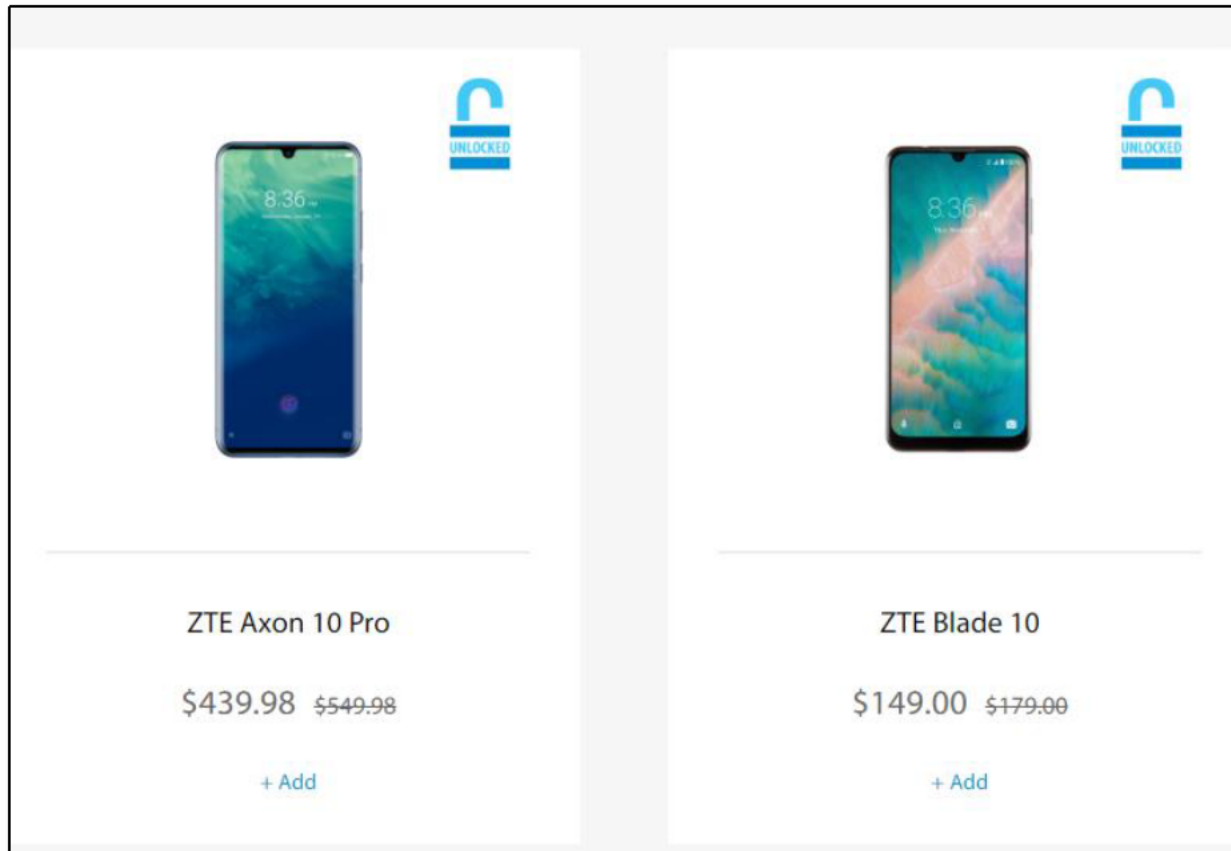 UNLOCKED
8:36 PM
ZTE Axon 10 Pro
$439.98 $549.98
+ Add
UNLOCKED
8:36
ZTE Blade 10
$149.00 $179.00
+ Add